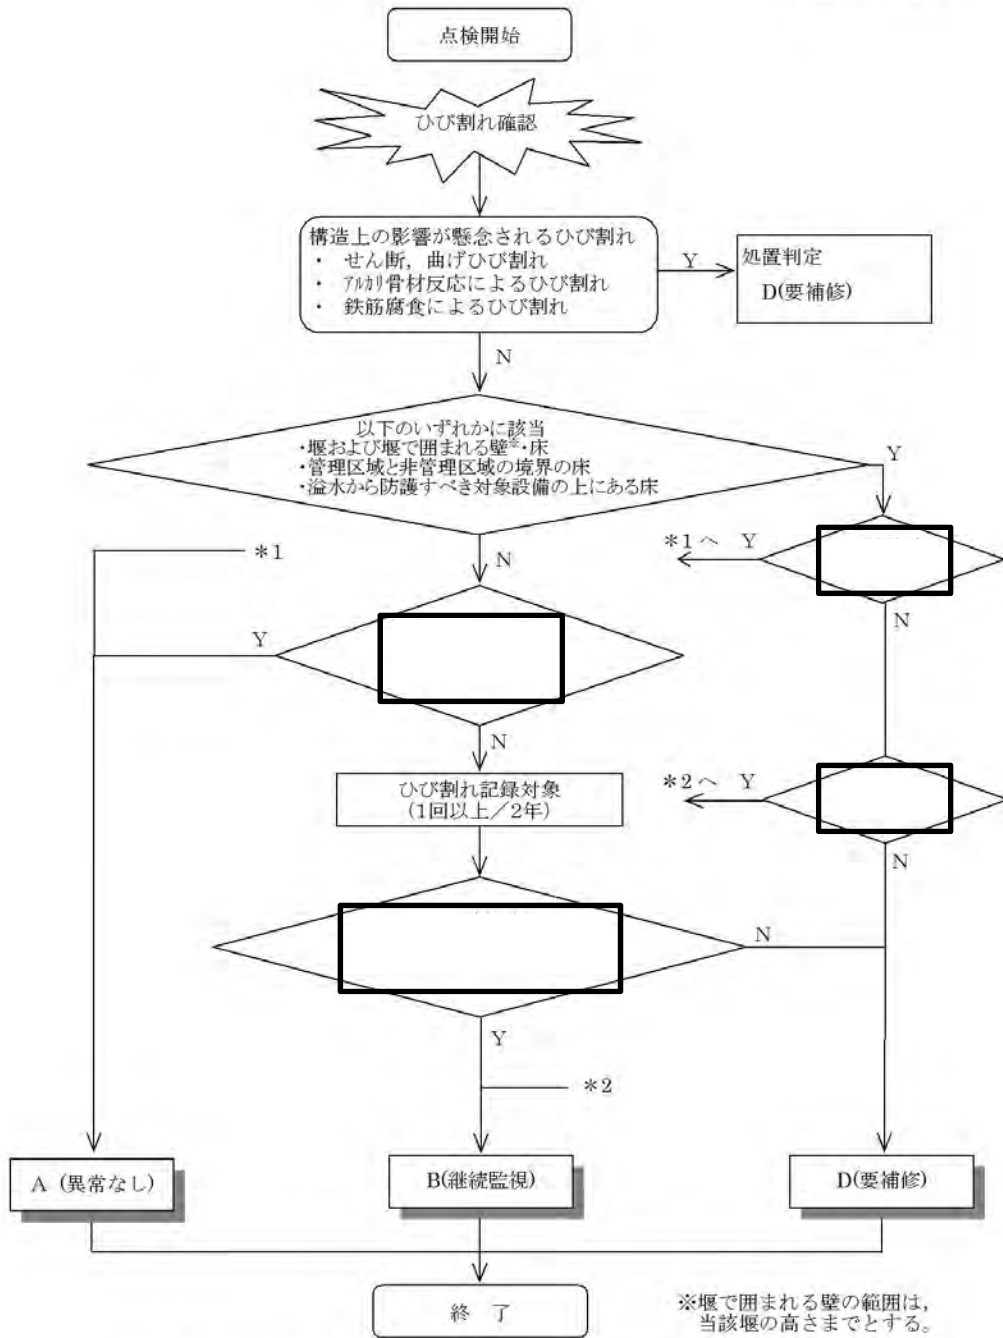 点検開始
ひび割れ確認
構造上の影響が懸念されるひび割れ
・ せん断，曲げひび割れ
・ ｱﾙｶﾘ骨材反応によるひび割れ
・ 鉄筋腐食によるひび割れ
Y
処置判定
D(要補修)
N
以下のいずれかに該当
・堰および堰で囲まれる壁※・床
・管理区域と非管理区域の境界の床
・溢水から防護すべき対象設備の上にある床
Y
＊1
N
＊1へ Y
N
Y
N
ひび割れ記録対象
(1回以上／2年)
＊2へ Y
N
N
Y
＊2
A (異常なし)
B(継続監視)
D(要補修)
終 了
※堰で囲まれる壁の範囲は，
当該堰の高さまでとする。